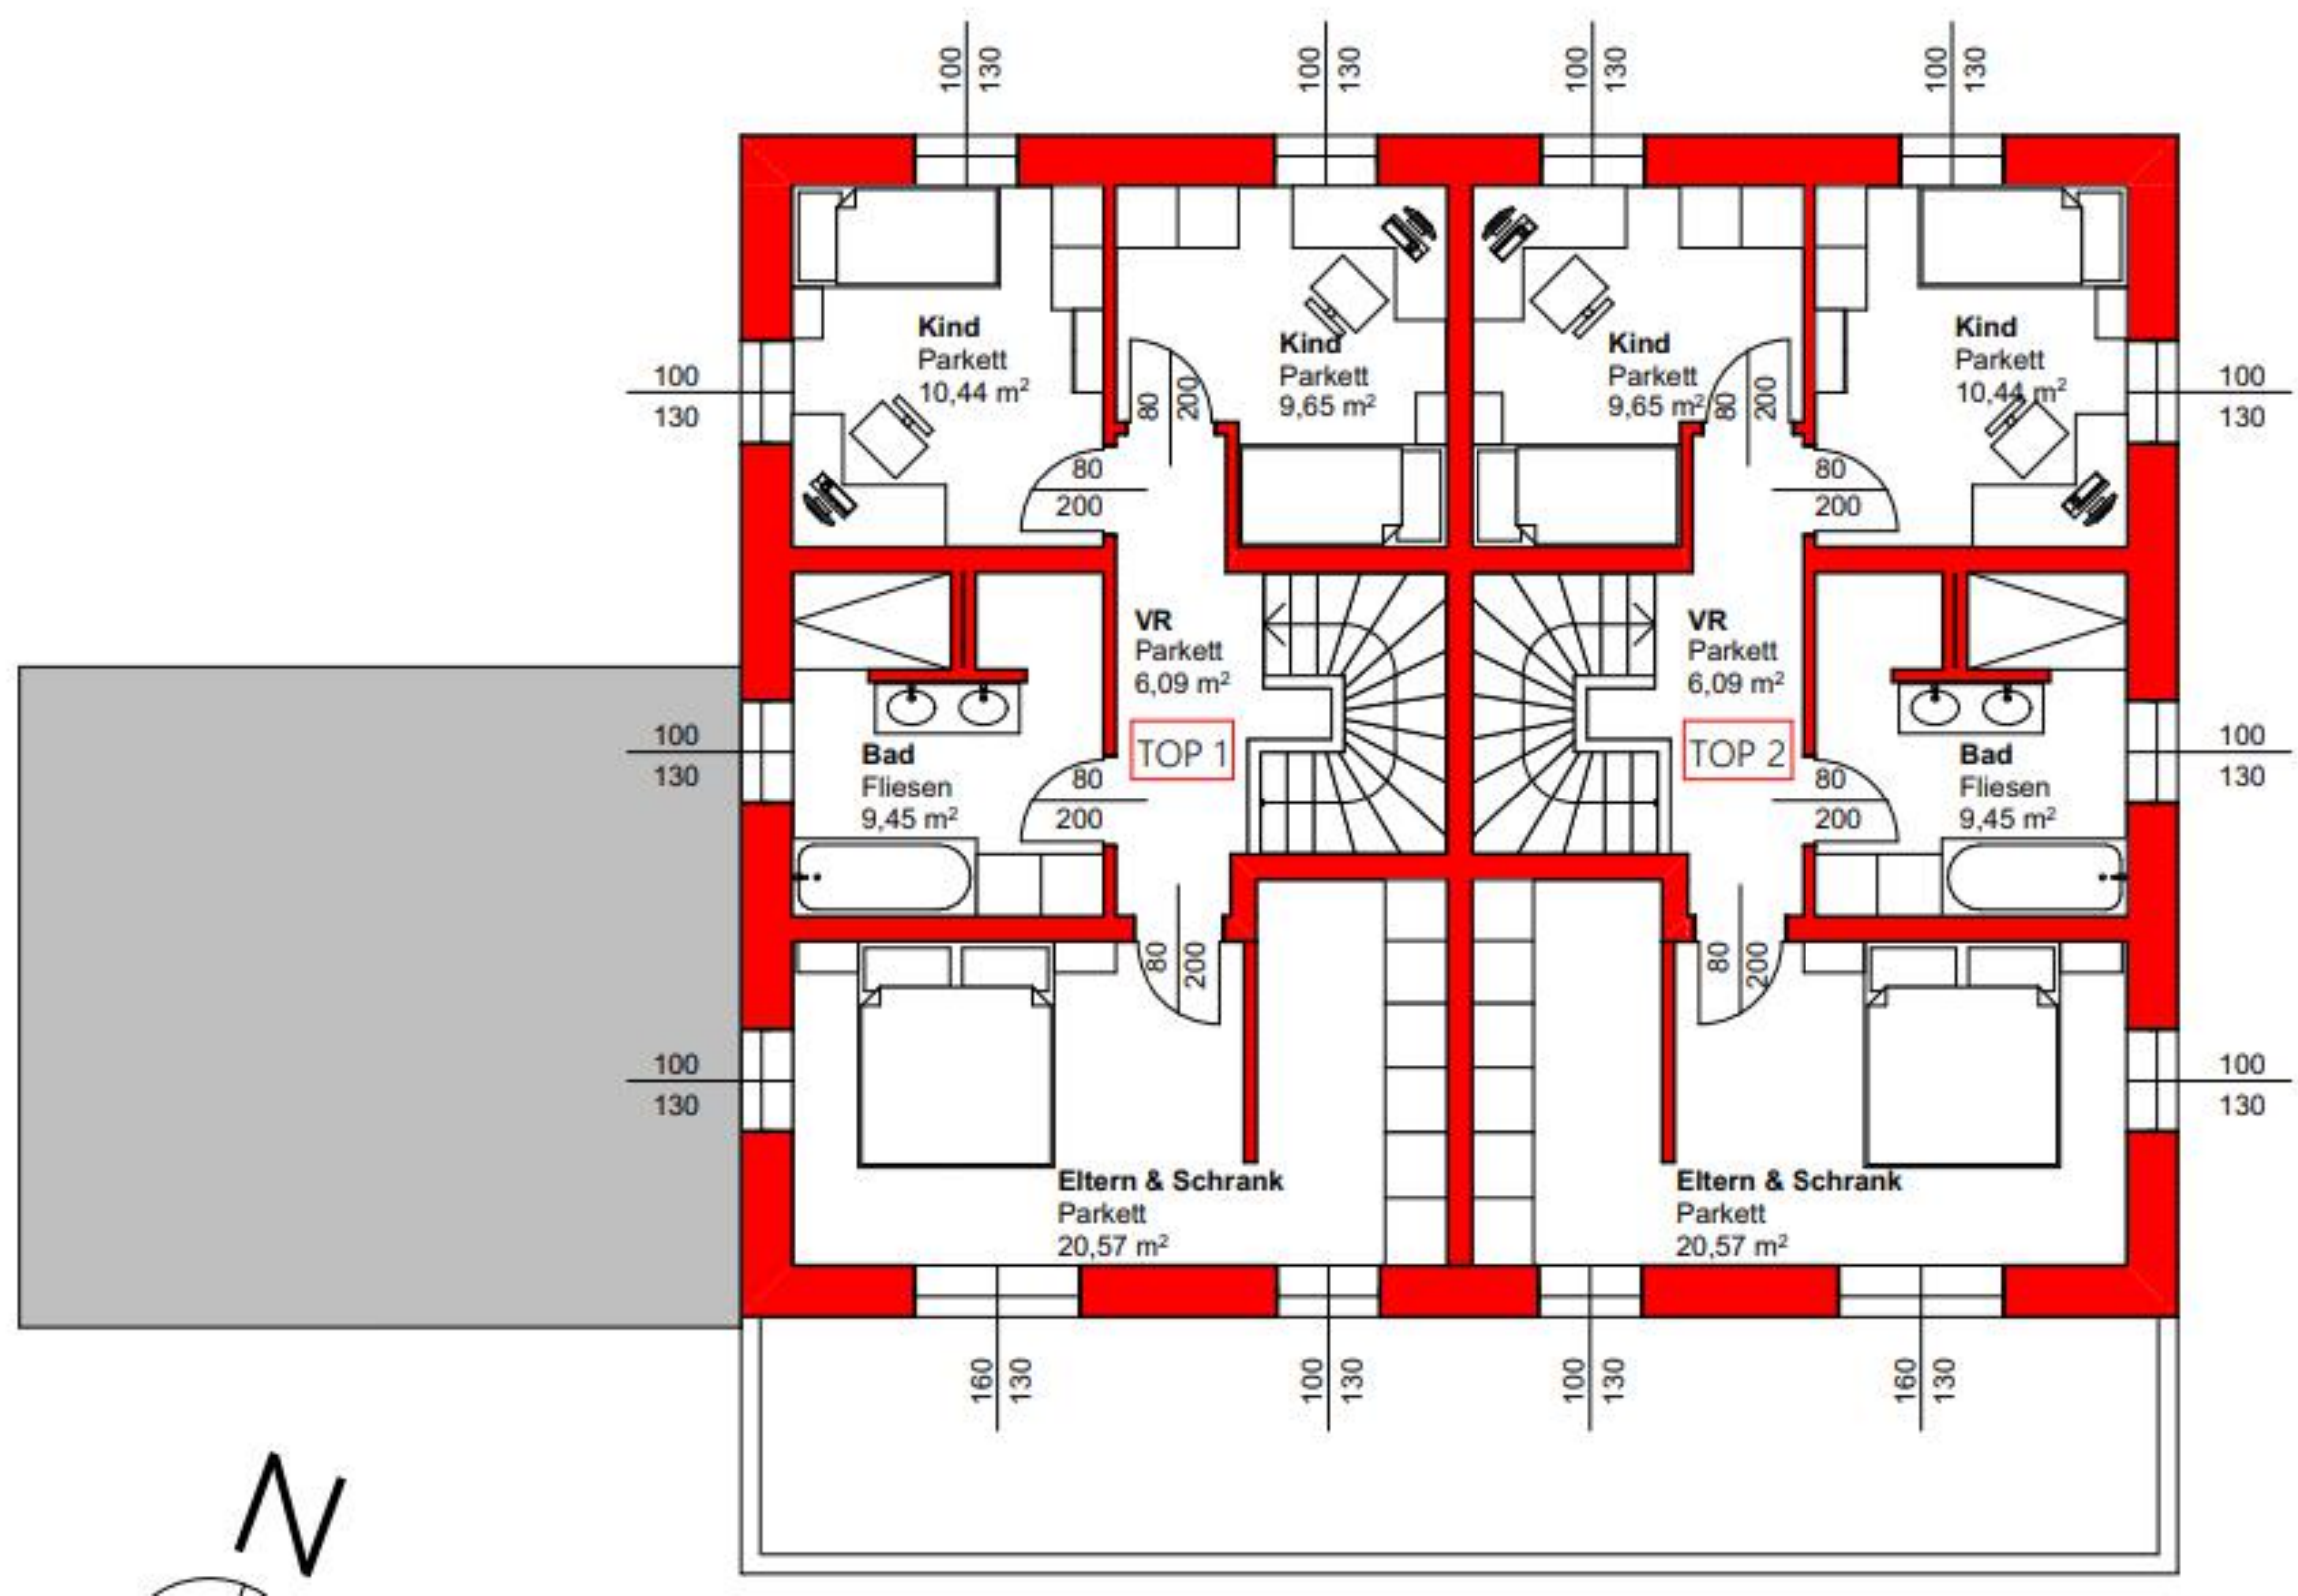 100
130
100
130
100
130
100
130
Kind
Parkett
10,44 m²
Kind
Parkett
9,65 m²
Kind
Parkett
9,65 m²
Kind
Parkett
10,44 m²
100
130
80
200
80
200
80
200
80
200
100
130
VR
Parkett
6,09 m²
TOP 1
VR
Parkett
6,09 m²
TOP 2
100
130
Bad
Fliesen
9,45 m²
80
200
80
200
Bad
Fliesen
9,45 m²
100
130
80
200
80
200
100
130
Eltern & Schrank
Parkett
20,57 m²
Eltern & Schrank
Parkett
20,57 m²
100
130
160
130
100
130
100
130
160
130
N